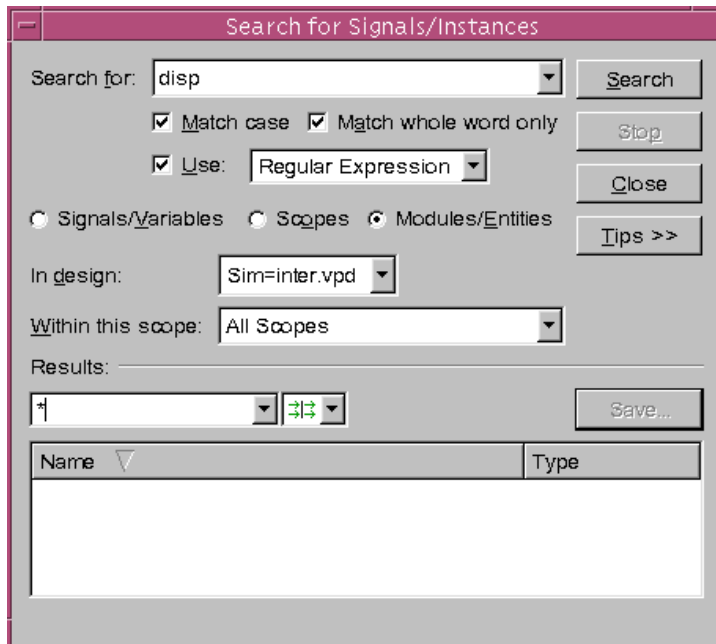 Search for Signals/Instances
Search for: disp Search
Match case Match whole word only Stop
Use: Regular Expression Close
Signals/Variables Scopes Modules/Entities Tips >>
In design: Sim=inter.vpd
Within this scope: All Scopes
Results:
* Save...
Name Type